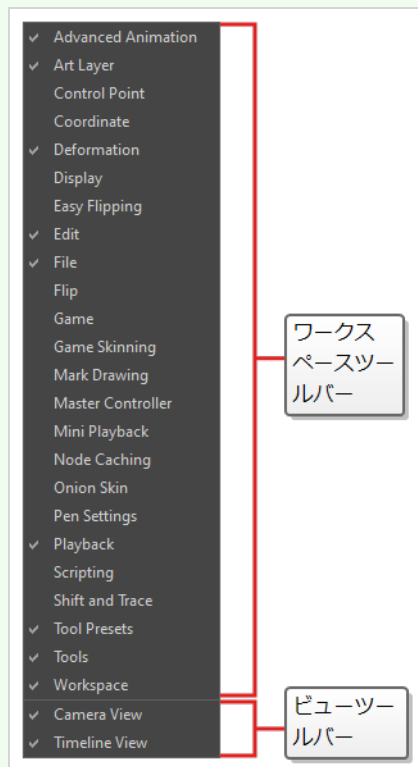 Advanced Animation
Art Layer
Control Point
Coordinate
Deformation
Display
Easy Flipping
Edit
File
Flip
Game
Game Skinning
Mark Drawing
Master Controller
Mini Playback
Node Caching
Onion Skin
Pen Settings
Playback
Scripting
Shift and Trace
Tool Presets
Tools
Workspace
Camera View
Timeline View
ワークス
ペースツー
ルバー
ビューツー
ルバー